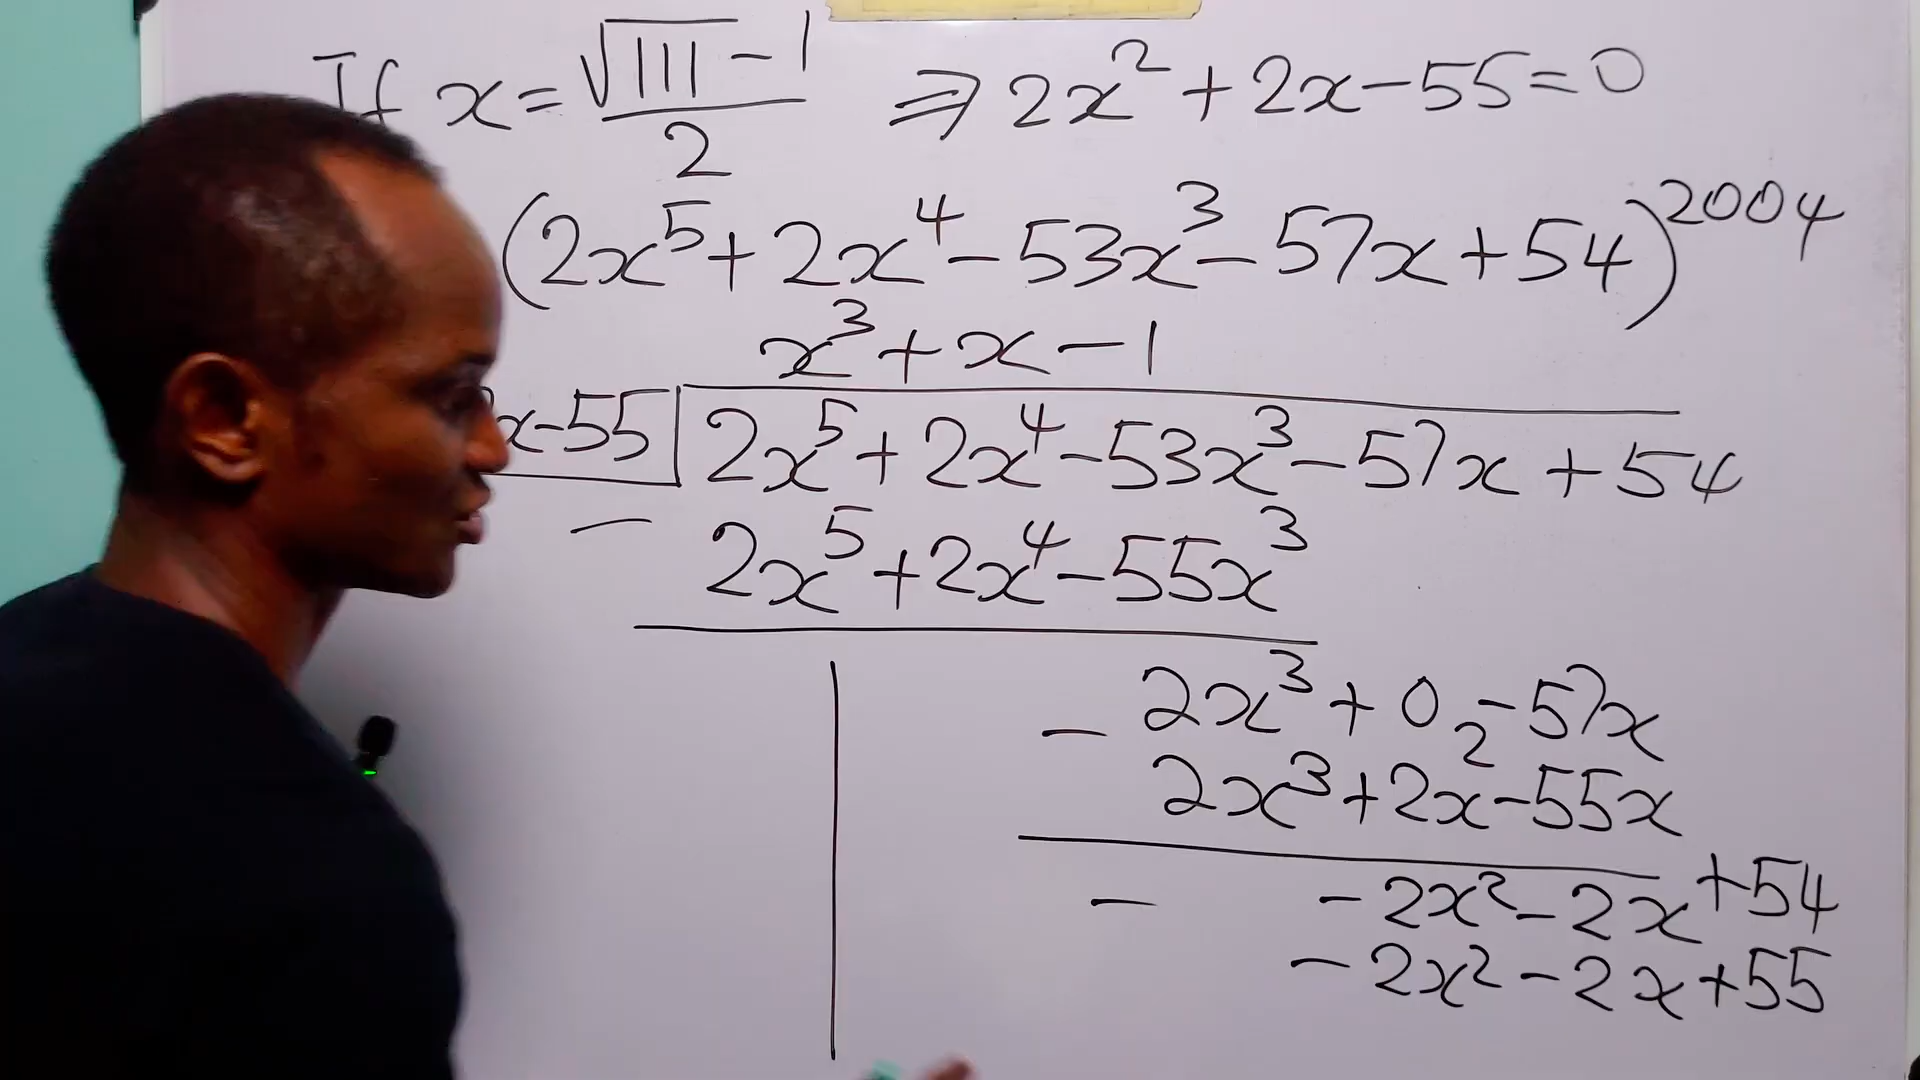 If x = (√111 - 1)/2 ⇒ 2x² + 2x - 55 = 0
(2x⁵ + 2x⁴ - 53x³ - 57x + 54)²⁰⁰⁴
x³ + x - 1
x-55 | 2x⁵ + 2x⁴ - 53x³ - 57x + 54
- 2x⁵ + 2x⁴ - 55x³
- 2x³ + 0 - 57x
2x³ + 2x² - 55x
- -2x² - 2x + 54
-2x² - 2x + 55